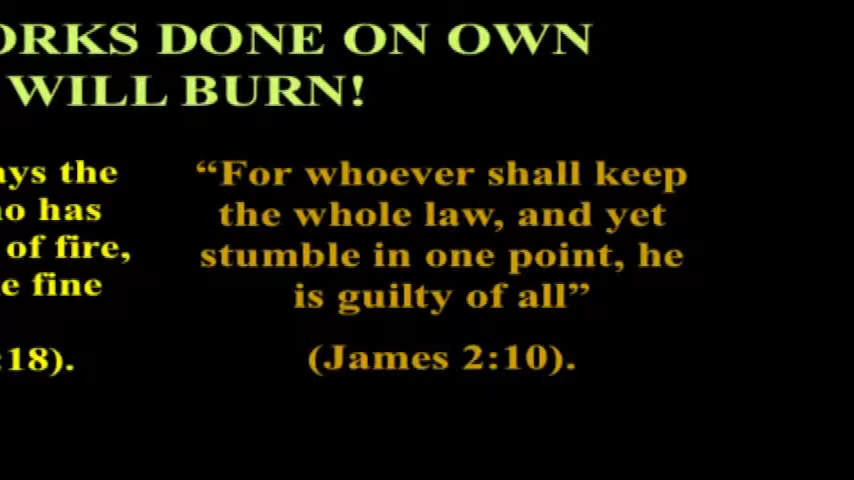 ORKS DONE ON OWN
WILL BURN!
ays the
o has
of fire,
e fine
:18).
“For whoever shall keep
the whole law, and yet
stumble in one point, he
is guilty of all”
(James 2:10).